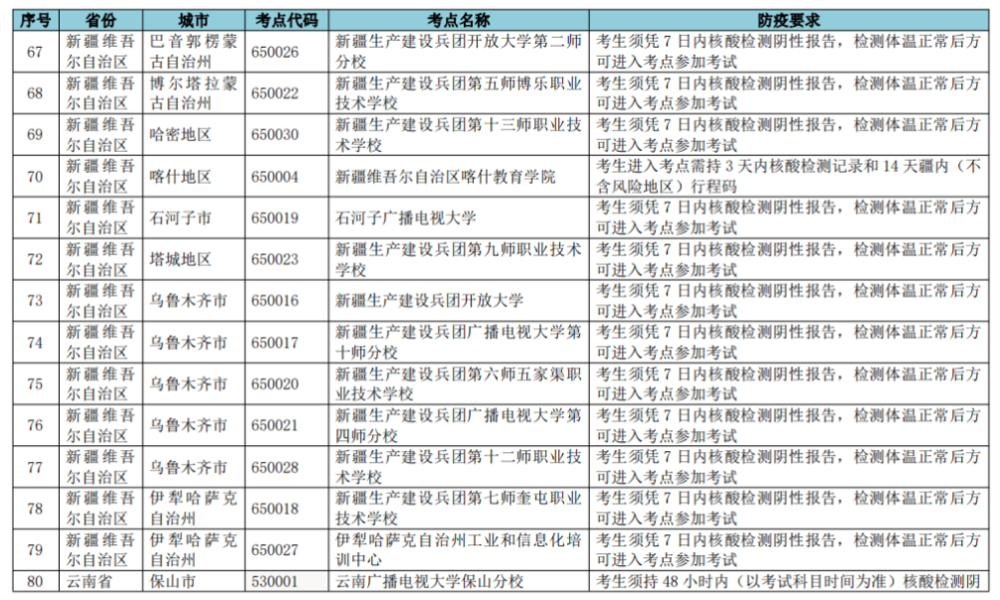 序号 省份 城市 考点代码 考点名称 防疫要求
67 新疆维吾尔自治区 巴音郭楞蒙古自治州 650026 新疆生产建设兵团开放大学第二师分校 考生须凭 7 日内核酸检测阴性报告，检测体温正常后方可进入考点参加考试
68 新疆维吾尔自治区 博尔塔拉蒙古自治州 650022 新疆生产建设兵团第五师博乐职业技术学校 考生须凭 7 日内核酸检测阴性报告，检测体温正常后方可进入考点参加考试
69 新疆维吾尔自治区 哈密地区 650030 新疆生产建设兵团第十三师职业技术学校 考生须凭 7 日内核酸检测阴性报告，检测体温正常后方可进入考点参加考试
70 新疆维吾尔自治区 喀什地区 650004 新疆维吾尔自治区喀什教育学院 考生进入考点需持 3 天内核酸检测记录和 14 天疆内（不含风险地区）行程码
71 新疆维吾尔自治区 石河子市 650019 石河子广播电视大学 考生须凭 7 日内核酸检测阴性报告，检测体温正常后方可进入考点参加考试
72 新疆维吾尔自治区 塔城地区 650023 新疆生产建设兵团第九师职业技术学校 考生须凭 7 日内核酸检测阴性报告，检测体温正常后方可进入考点参加考试
73 新疆维吾尔自治区 乌鲁木齐市 650016 新疆生产建设兵团开放大学 考生须凭 7 日内核酸检测阴性报告，检测体温正常后方可进入考点参加考试
74 新疆维吾尔自治区 乌鲁木齐市 650017 新疆生产建设兵团广播电视大学第十师分校 考生须凭 7 日内核酸检测阴性报告，检测体温正常后方可进入考点参加考试
75 新疆维吾尔自治区 乌鲁木齐市 650020 新疆生产建设兵团第六师五家渠职业技术学校 考生须凭 7 日内核酸检测阴性报告，检测体温正常后方可进入考点参加考试
76 新疆维吾尔自治区 乌鲁木齐市 650021 新疆生产建设兵团广播电视大学第四师分校 考生须凭 7 日内核酸检测阴性报告，检测体温正常后方可进入考点参加考试
77 新疆维吾尔自治区 乌鲁木齐市 650028 新疆生产建设兵团第十二师职业技术学校 考生须凭 7 日内核酸检测阴性报告，检测体温正常后方可进入考点参加考试
78 新疆维吾尔自治区 伊犁哈萨克自治州 650018 新疆生产建设兵团第七师奎屯职业技术学校 考生须凭 7 日内核酸检测阴性报告，检测体温正常后方可进入考点参加考试
79 新疆维吾尔自治区 伊犁哈萨克自治州 650027 伊犁哈萨克自治州工业和信息化培训中心 考生须凭 7 日内核酸检测阴性报告，检测体温正常后方可进入考点参加考试
80 云南省 保山市 530001 云南广播电视大学保山分校 考生须持 48 小时内（以考试科目时间为准）核酸检测阴